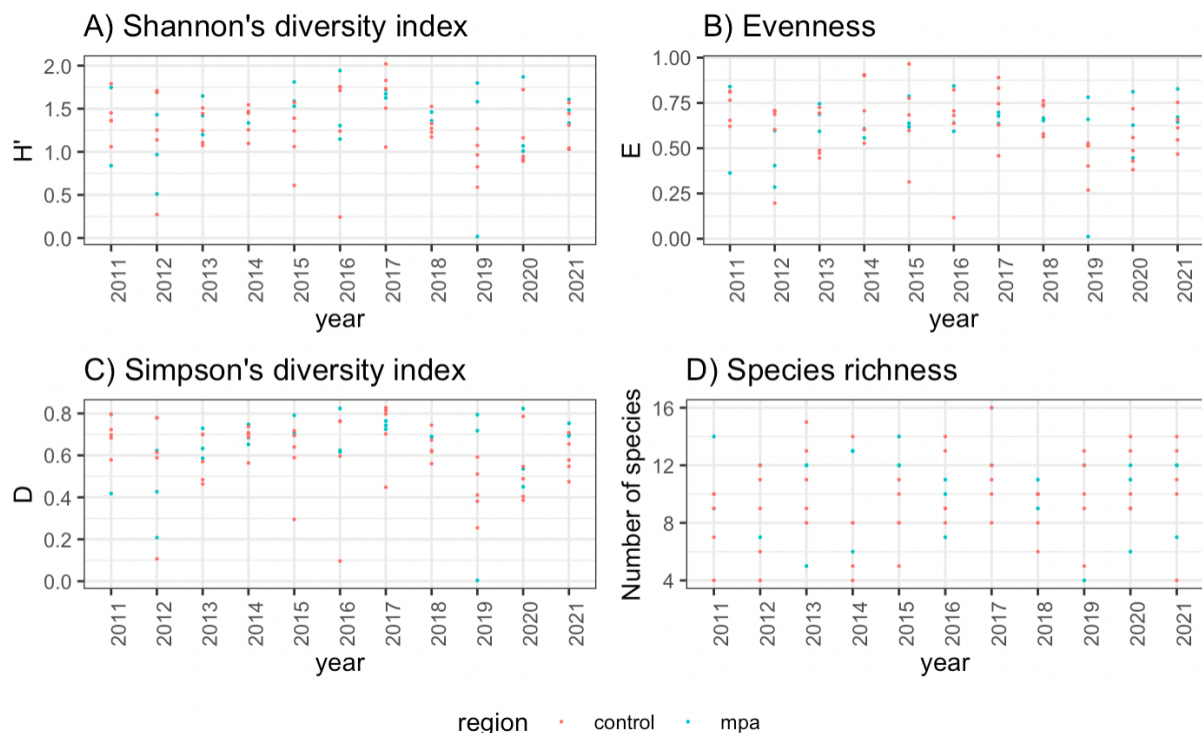 A) Shannon's diversity index
H'
2.0
1.5
1.0
0.5
0.0
2011 2012 2013 2014 2015 2016 2017 2018 2019 2020 2021
year
B) Evenness
E
1.00
0.75
0.50
0.25
0.00
2011 2012 2013 2014 2015 2016 2017 2018 2019 2020 2021
year
C) Simpson's diversity index
D
0.8
0.6
0.4
0.2
0.0
2011 2012 2013 2014 2015 2016 2017 2018 2019 2020 2021
year
D) Species richness
Number of species
16
12
8
4
2011 2012 2013 2014 2015 2016 2017 2018 2019 2020 2021
year
region control mpa